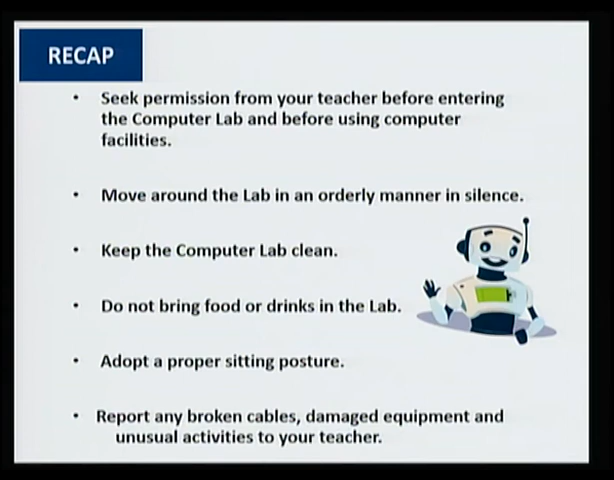 RECAP
• Seek permission from your teacher before entering
the Computer Lab and before using computer
facilities.
• Move around the Lab in an orderly manner in silence.
• Keep the Computer Lab clean.
• Do not bring food or drinks in the Lab.
• Adopt a proper sitting posture.
• Report any broken cables, damaged equipment and
unusual activities to your teacher.